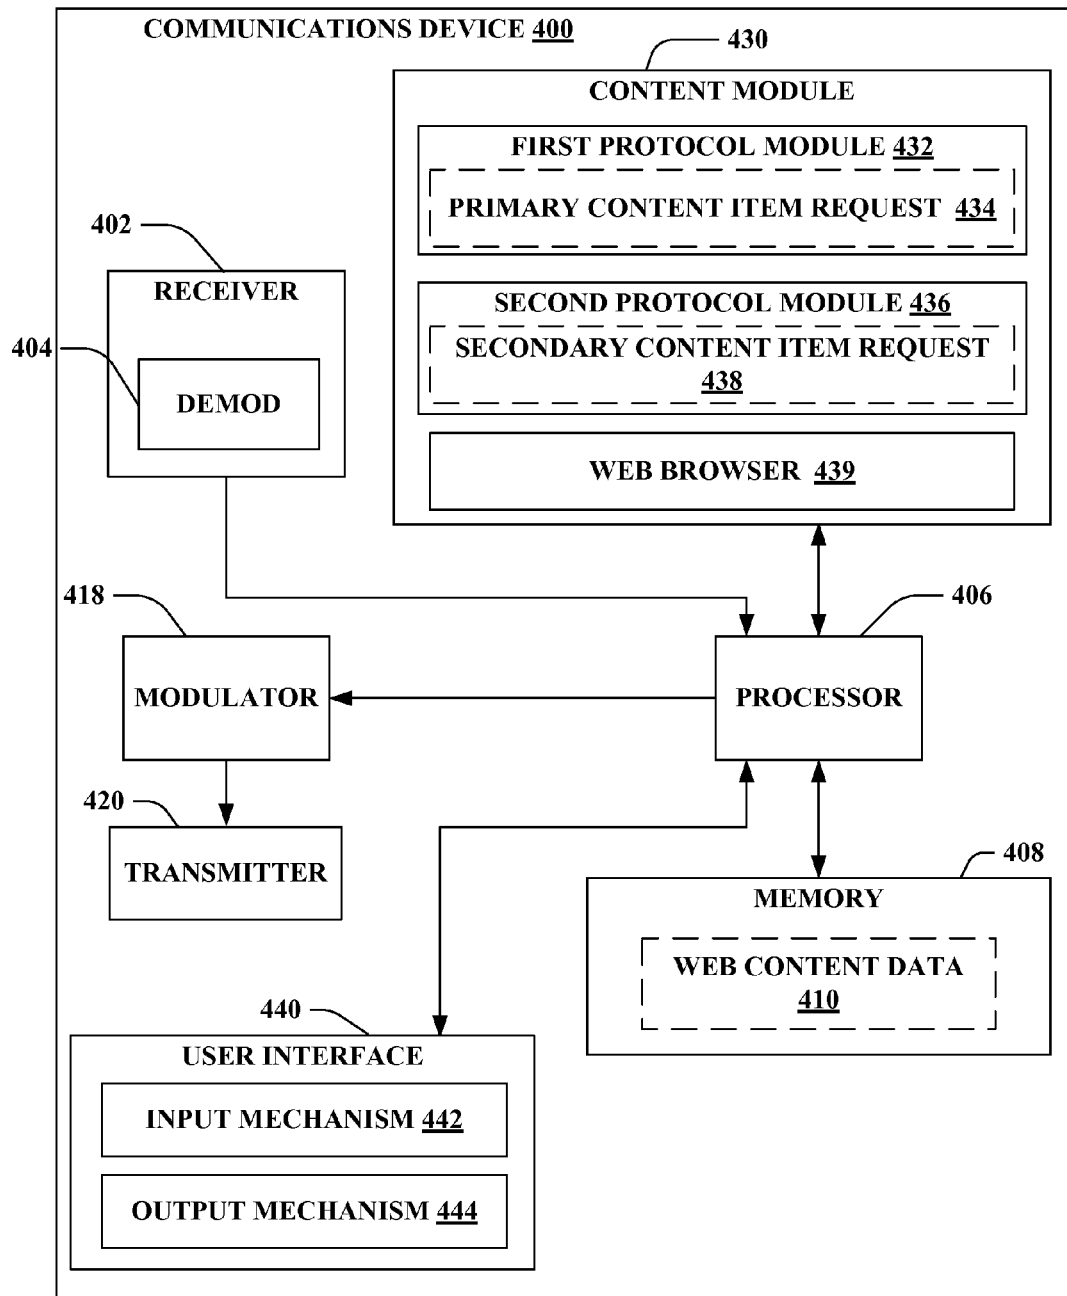 COMMUNICATIONS DEVICE 400
430
CONTENT MODULE
FIRST PROTOCOL MODULE 432
PRIMARY CONTENT ITEM REQUEST 434
402
RECEIVER
SECOND PROTOCOL MODULE 436
404
SECONDARY CONTENT ITEM REQUEST
438
DEMOD
WEB BROWSER 439
418
406
MODULATOR
PROCESSOR
420
TRANSMITTER
408
MEMORY
WEB CONTENT DATA
410
440
USER INTERFACE
INPUT MECHANISM 442
OUTPUT MECHANISM 444